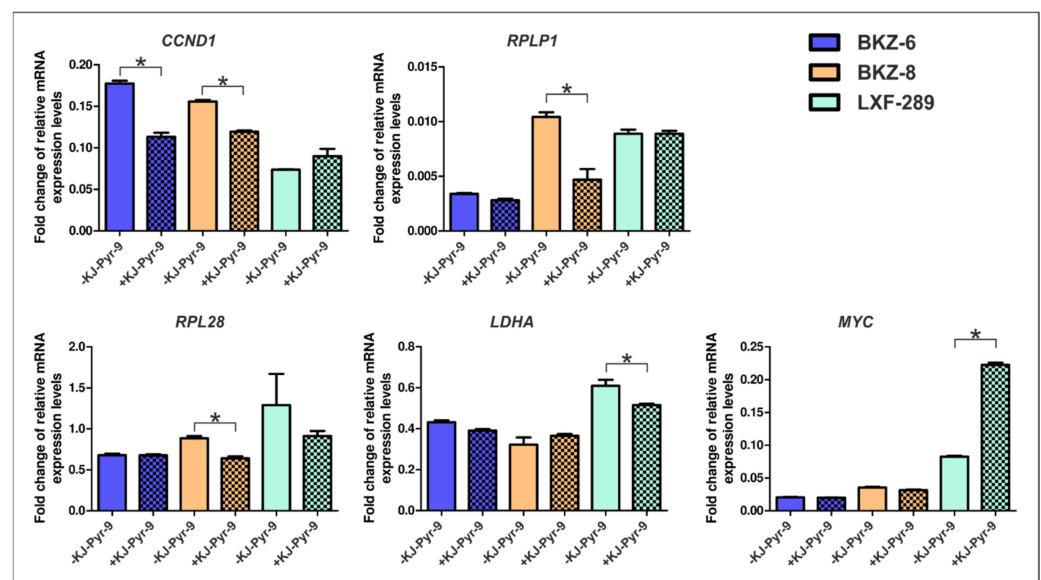 CCND1
Fold change of relative mRNA
expression levels
0.20
0.15
0.10
0.05
0.00
*
*
-KJ-Pyr-9
+KJ-Pyr-9
-KJ-Pyr-9
+KJ-Pyr-9
-KJ-Pyr-9
+KJ-Pyr-9
RPLP1
Fold change of relative mRNA
expression levels
0.015
0.010
0.005
0.000
*
-KJ-Pyr-9
+KJ-Pyr-9
-KJ-Pyr-9
+KJ-Pyr-9
-KJ-Pyr-9
+KJ-Pyr-9
BKZ-6
BKZ-8
LXF-289
RPL28
Fold change of relative mRNA
expression levels
2.0
1.5
1.0
0.5
0.0
*
-KJ-Pyr-9
+KJ-Pyr-9
-KJ-Pyr-9
+KJ-Pyr-9
-KJ-Pyr-9
+KJ-Pyr-9
LDHA
Fold change of relative mRNA
expression levels
0.8
0.6
0.4
0.2
0.0
*
-KJ-Pyr-9
+KJ-Pyr-9
-KJ-Pyr-9
+KJ-Pyr-9
-KJ-Pyr-9
+KJ-Pyr-9
MYC
Fold change of relative mRNA
expression levels
0.25
0.20
0.15
0.10
0.05
0.00
*
-KJ-Pyr-9
+KJ-Pyr-9
-KJ-Pyr-9
+KJ-Pyr-9
-KJ-Pyr-9
+KJ-Pyr-9